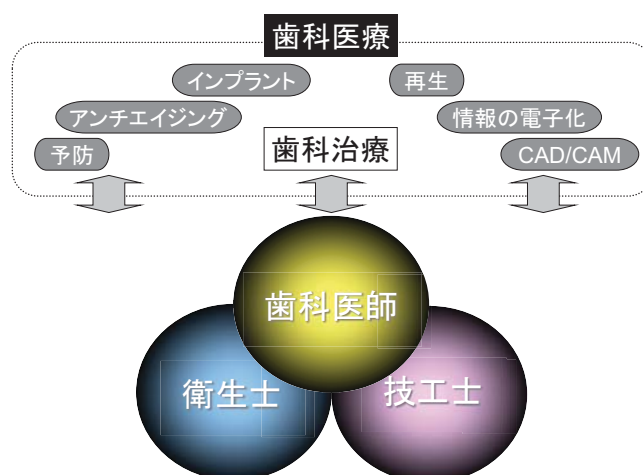 歯科医療
インプラント
再生
アンチエイジング
情報の電子化
予防
歯科治療
CAD/CAM
歯科医師
衛生士
技工士